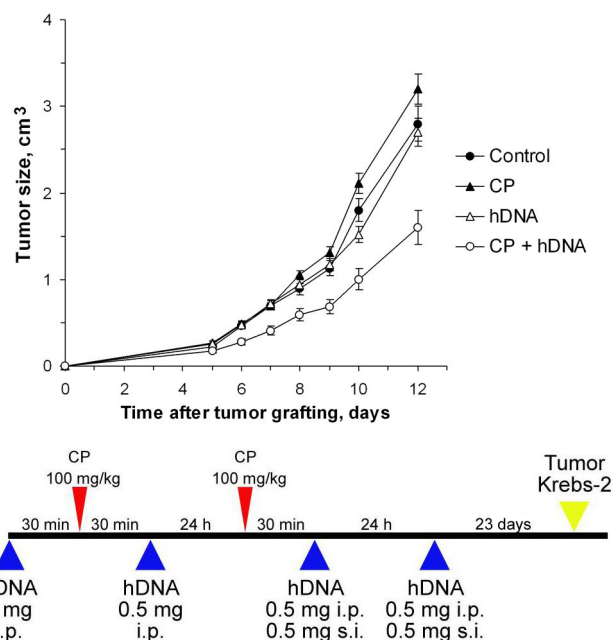 4
3
2
1
0
Tumor size, cm³
Control
CP
hDNA
CP + hDNA
0 2 4 6 8 10 12
Time after tumor grafting, days
CP
100 mg/kg
CP
100 mg/kg
Tumor
Krebs-2
30 min 30 min 24 h 30 min 24 h 23 days
DNA hDNA hDNA hDNA
mg 0.5 mg 0.5 mg i.p. 0.5 mg i.p.
.p. i.p. 0.5 mg s.i. 0.5 mg s.i.